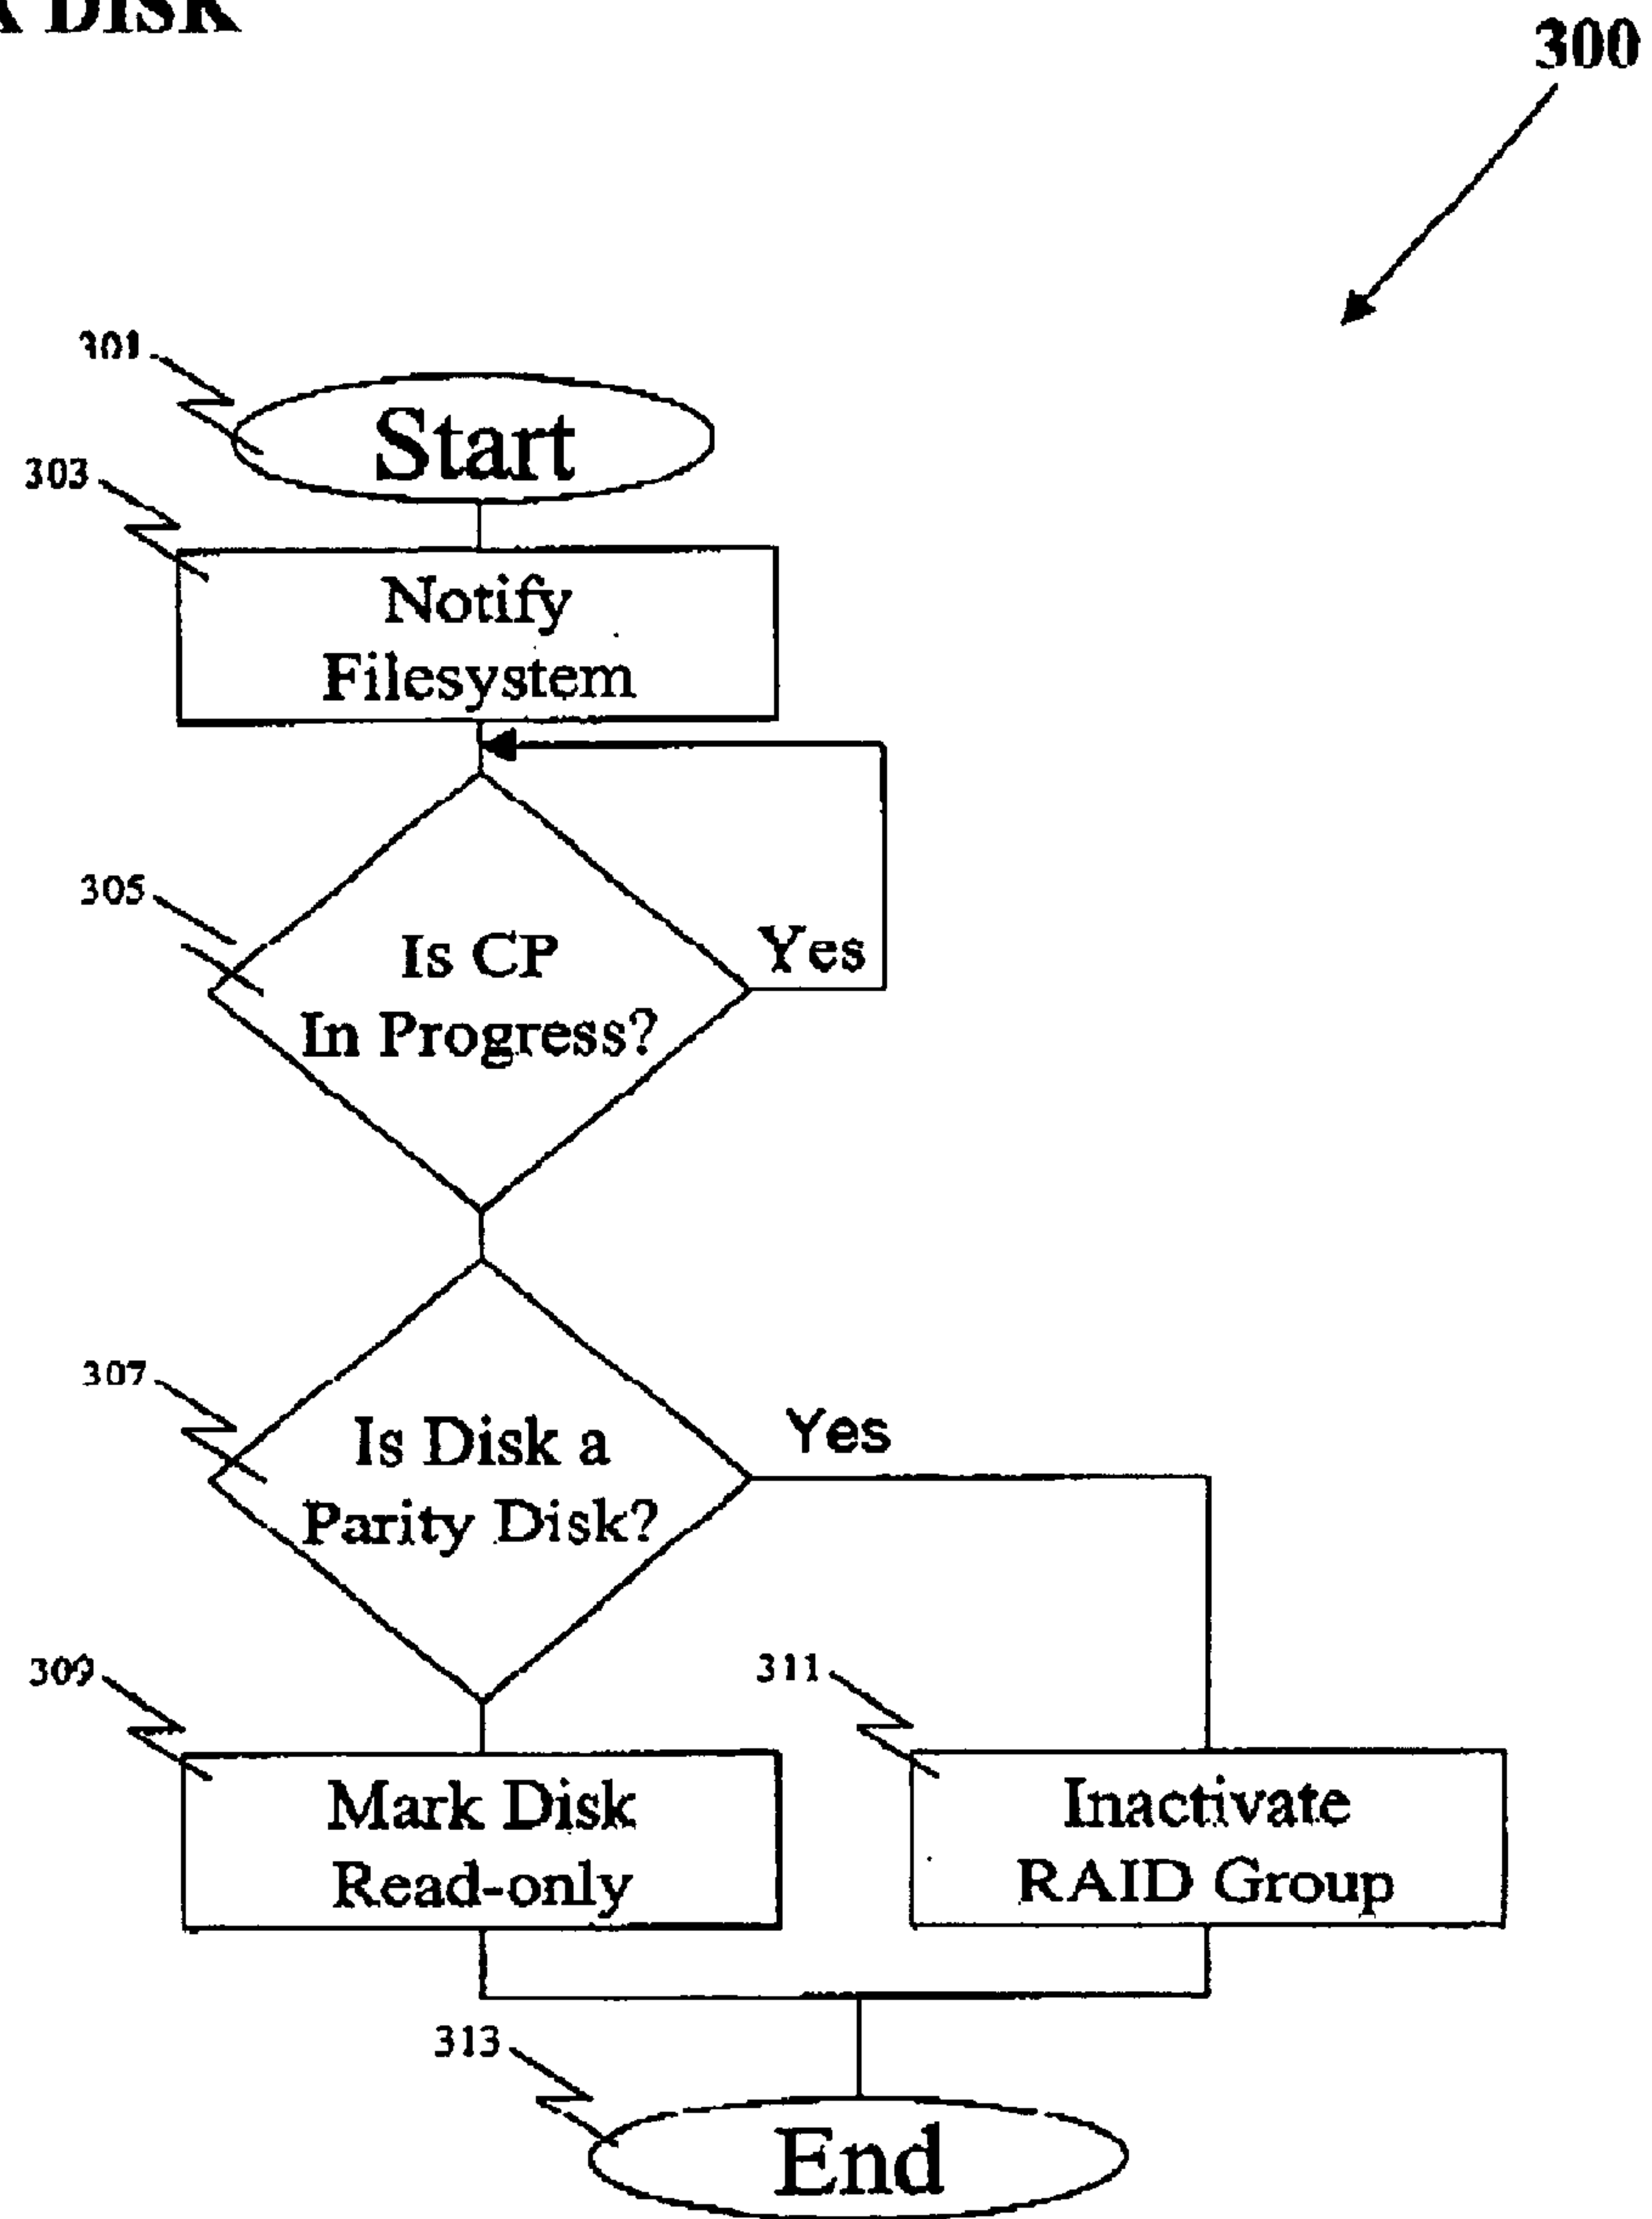 A DISK
300
301
Start
303
Notify
Filesystem
305
Is CP
In Progress?
Yes
307
Is Disk a
Parity Disk?
Yes
309
Mark Disk
Read-only
311
Inactivate
RAID Group
313
End